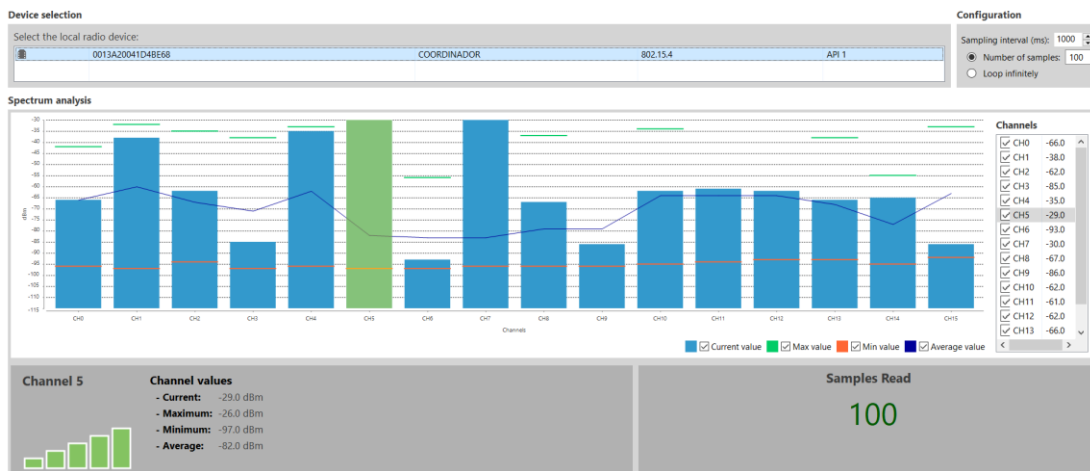 Device selection
Select the local radio device:
0013A20041D4BE68 COORDINADOR 802.15.4 API 1
Configuration
Sampling interval (ms): 1000
Number of samples: 100
Loop infinitely
Spectrum analysis
-30
-35
-40
-45
-50
-55
-60
-65
-70
-75
-80
-85
-90
-95
-100
-105
-110
-115
dBm
CH0 CH1 CH2 CH3 CH4 CH5 CH6 CH7 CH8 CH9 CH10 CH11 CH12 CH13 CH14 CH15
Channels
Current value Max value Min value Average value
Channels
CH0 -66.0
CH1 -38.0
CH2 -62.0
CH3 -85.0
CH4 -35.0
CH5 -29.0
CH6 -93.0
CH7 -30.0
CH8 -67.0
CH9 -86.0
CH10 -62.0
CH11 -61.0
CH12 -62.0
CH13 -66.0
Channel 5
Channel values
- Current: -29.0 dBm
- Maximum: -26.0 dBm
- Minimum: -97.0 dBm
- Average: -82.0 dBm
Samples Read
100